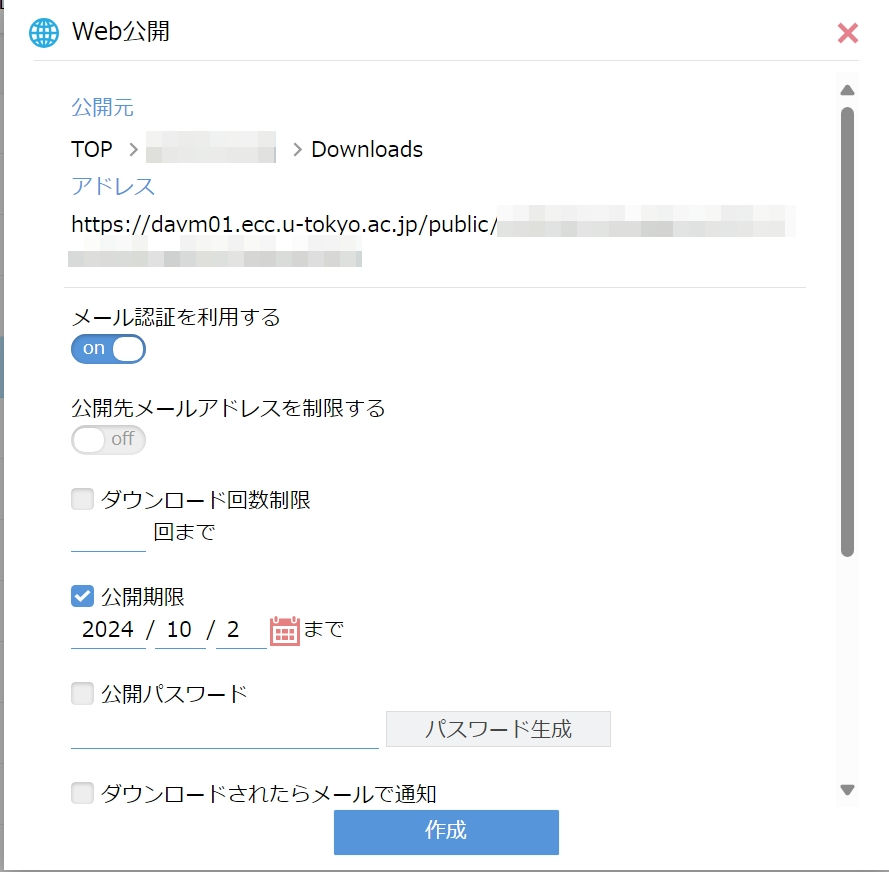 Web公開
公開元
TOP > > Downloads
アドレス
https://davm01.ecc.u-tokyo.ac.jp/public/
メール認証を利用する
on
公開先メールアドレスを制限する
off
ダウンロード回数制限
回まで
公開期限
2024 / 10 / 2 まで
公開パスワード
パスワード生成
ダウンロードされたらメールで通知
作成